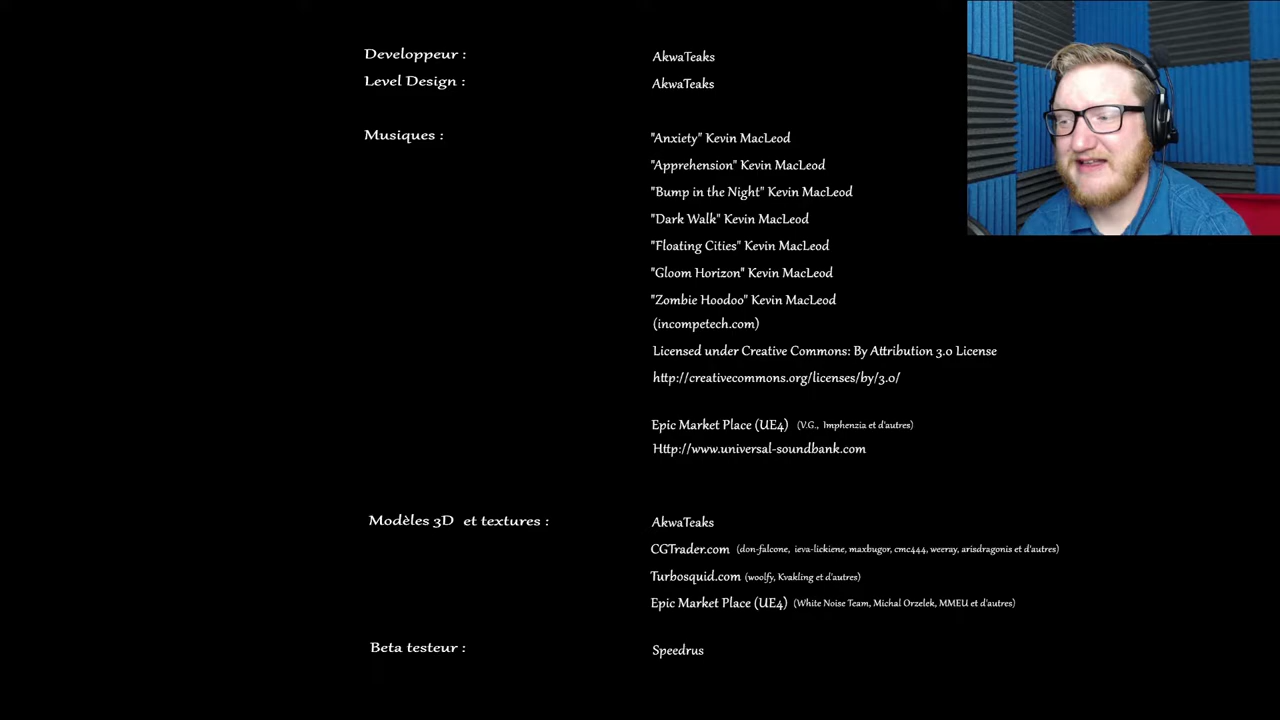 Developpeur : AkwaTeaks
Level Design : AkwaTeaks
Musiques : "Anxiety" Kevin MacLeod
"Apprehension" Kevin MacLeod
"Bump in the Night" Kevin MacLeod
"Dark Walk" Kevin MacLeod
"Floating Cities" Kevin MacLeod
"Gloom Horizon" Kevin MacLeod
"Zombie Hoodoo" Kevin MacLeod
(incompetech.com)
Licensed under Creative Commons: By Attribution 3.0 License
http://creativecommons.org/licenses/by/3.0/
Epic Market Place (UE4) (V.G., Imphenzia et d'autres)
Http://www.universal-soundbank.com
Modèles 3D et textures : AkwaTeaks
CGTrader.com (don-falcone, ieva-lickiene, maxbugor, cmc444, weeray, arisdragonis et d'autres)
Turbosquid.com (woolfy, Kvakling et d'autres)
Epic Market Place (UE4) (White Noise Team, Michal Orzelek, MMEU et d'autres)
Beta testeur : Speedrus